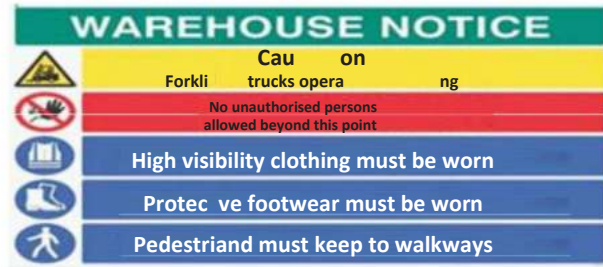 WAREHOUSE NOTICE
Cau on
Forkli trucks opera ng
No unauthorised persons
allowed beyond this point
High visibility clothing must be worn
Protec ve footwear must be worn
Pedestriand must keep to walkways